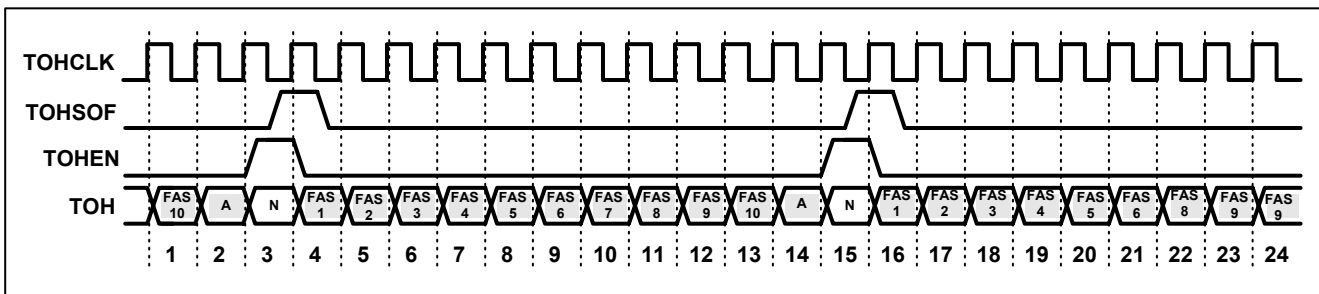 TOHCLK
TOHSOF
TOHEN
TOH FAS 10 A N FAS 1 FAS 2 FAS 3 FAS 4 FAS 5 FAS 6 FAS 7 FAS 8 FAS 9 FAS 10 A N FAS 1 FAS 2 FAS 3 FAS 4 FAS 5 FAS 6 FAS 8 FAS 9 FAS 9
1 2 3 4 5 6 7 8 9 10 11 12 13 14 15 16 17 18 19 20 21 22 23 24